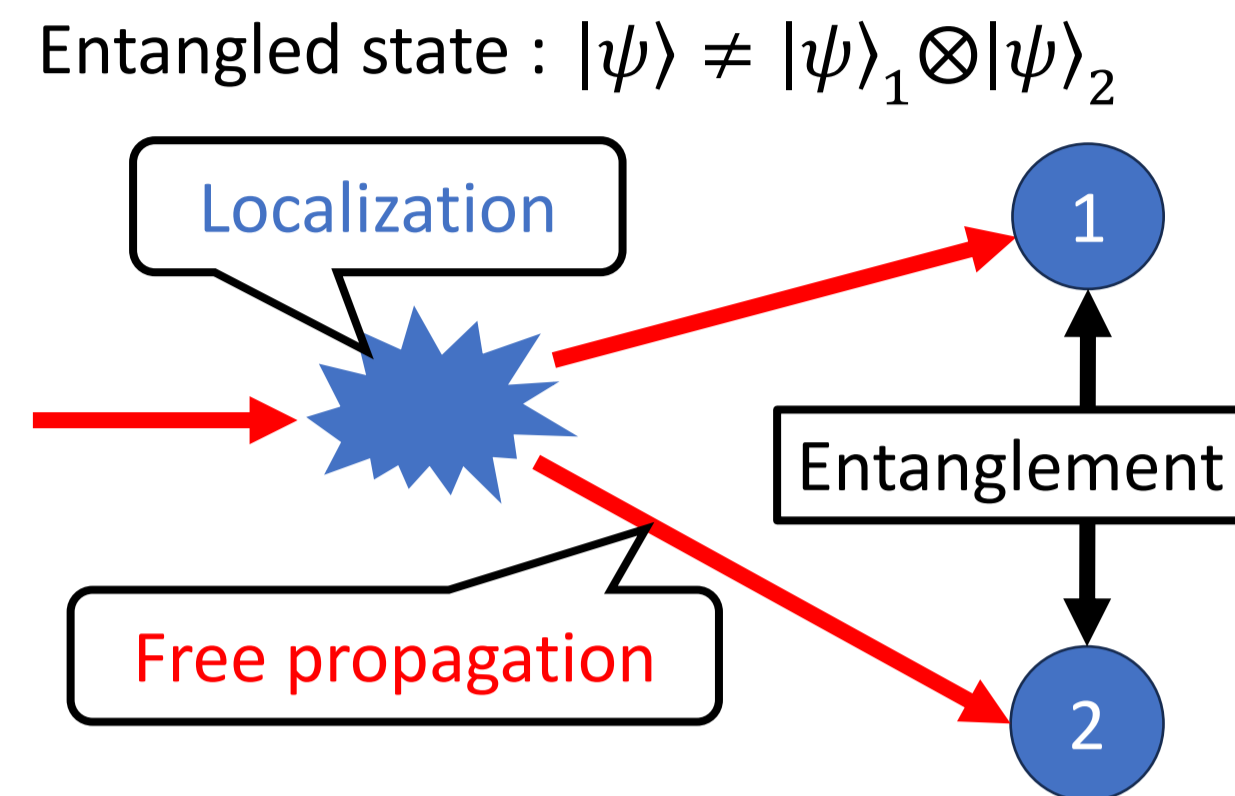 Entangled state : |ψ⟩ ≠ |ψ⟩₁⊗|ψ⟩₂
Localization
1
Entanglement
Free propagation
2